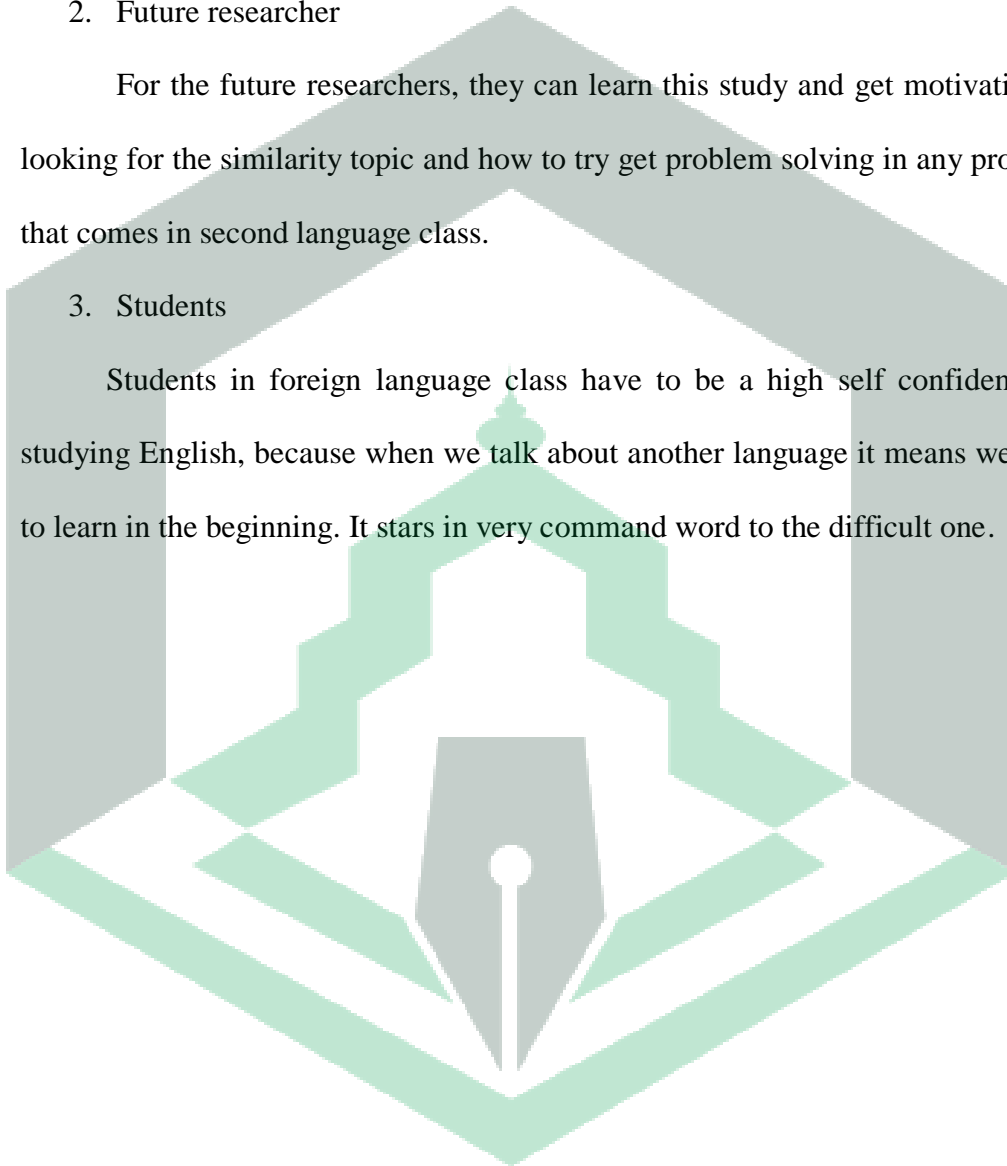 2. Future researcher
For the future researchers, they can learn this study and get motivati
looking for the similarity topic and how to try get problem solving in any pro
that comes in second language class.
3. Students
Students in foreign language class have to be a high self confiden
studying English, because when we talk about another language it means we
to learn in the beginning. It stars in very command word to the difficult one.